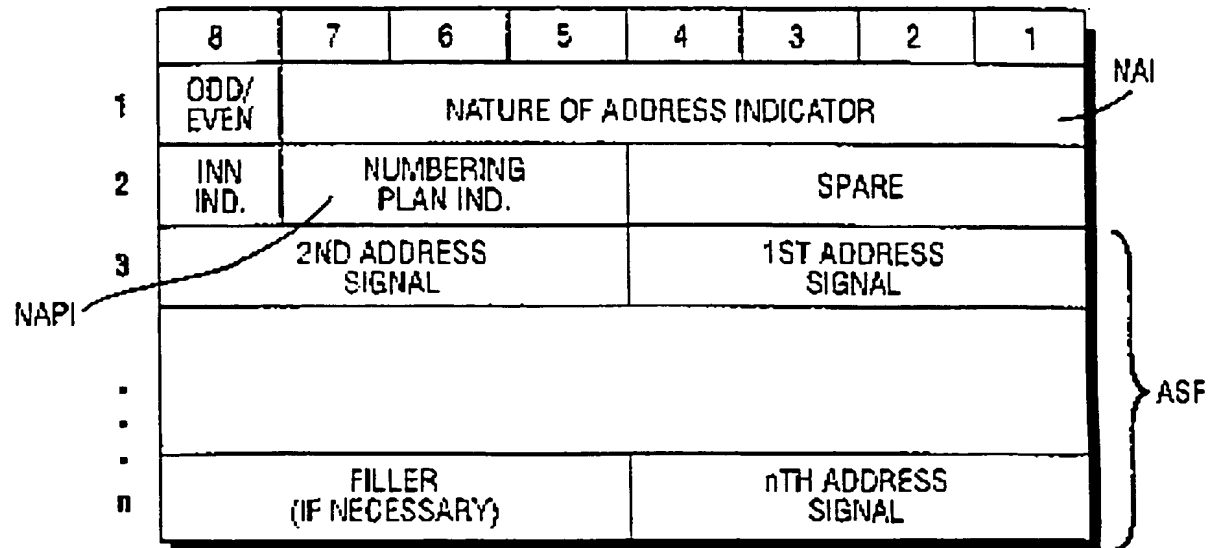 8 7 6 5 4 3 2 1
NAI
1 ODD/ EVEN NATURE OF ADDRESS INDICATOR
2 INN IND. NUMBERING PLAN IND. SPARE
3 2ND ADDRESS SIGNAL 1ST ADDRESS SIGNAL
NAPI
ASF
n FILLER (IF NECESSARY) nTH ADDRESS SIGNAL